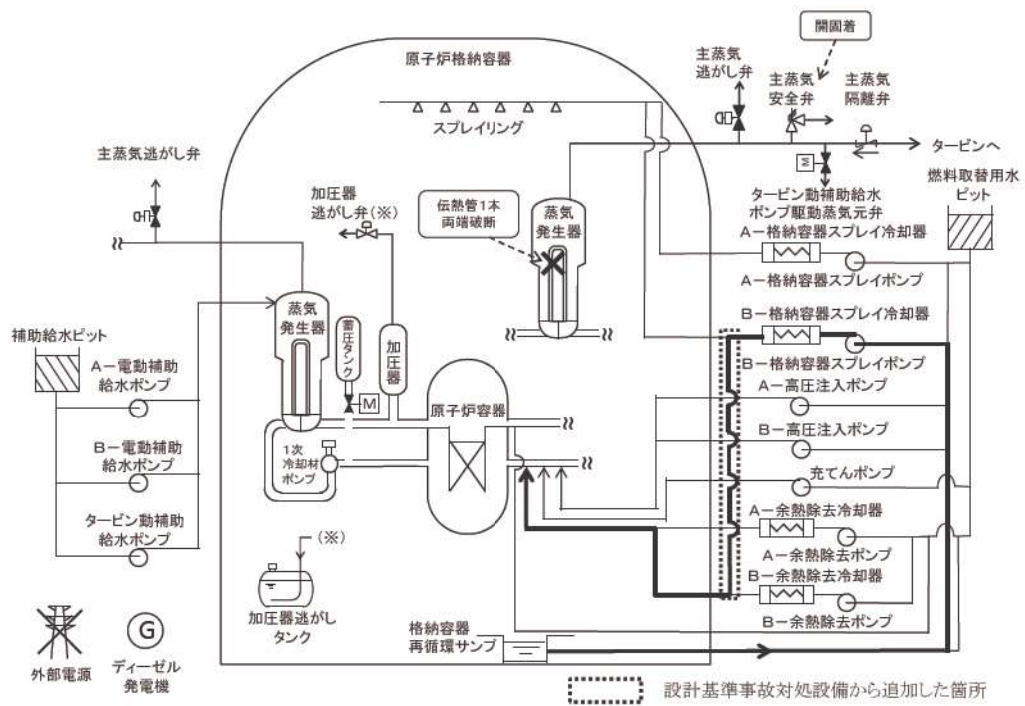 開固着
原子炉格納容器
主蒸気
逃がし弁
主蒸気
安全弁
主蒸気
隔離弁
スプレイリング
タービンへ
主蒸気逃がし弁
加圧器
逃がし弁(※)
伝熱管1本
両端破断
蒸気
発生器
M
タービン動補助給水
ポンプ駆動蒸気元弁
燃料取替用水
ピット
A-格納容器スプレイ冷却器
A-格納容器スプレイポンプ
B-格納容器スプレイ冷却器
B-格納容器スプレイポンプ
補助給水ピット
蒸気
発生器
蓄圧タンク
加圧器
M
原子炉容器
A-電動補助
給水ポンプ
A-高圧注入ポンプ
B-高圧注入ポンプ
B-電動補助
給水ポンプ
1次
冷却材
ポンプ
充てんポンプ
A-余熱除去冷却器
A-余熱除去ポンプ
タービン動補助
給水ポンプ
(※)
B-余熱除去冷却器
B-余熱除去ポンプ
加圧器逃がし
タンク
格納容器
再循環サンプ
外部電源
G
ディーゼル
発電機
設計基準事故対処設備から追加した箇所